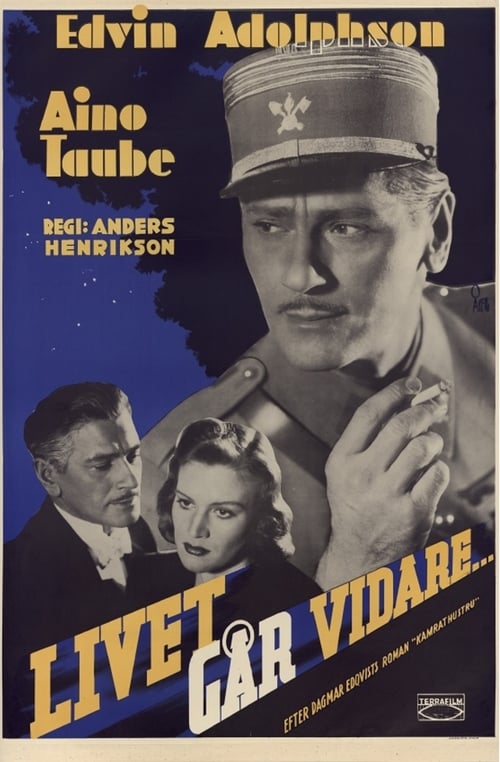 Edvin Adolphson
Aino
Taube
REGI: ANDERS
HENRIKSON
LIVET
GÅR VIDARE...
EFTER DAGMAR EDQVISTS ROMAN "KAMRATHUSTRU"
TERRAFILM